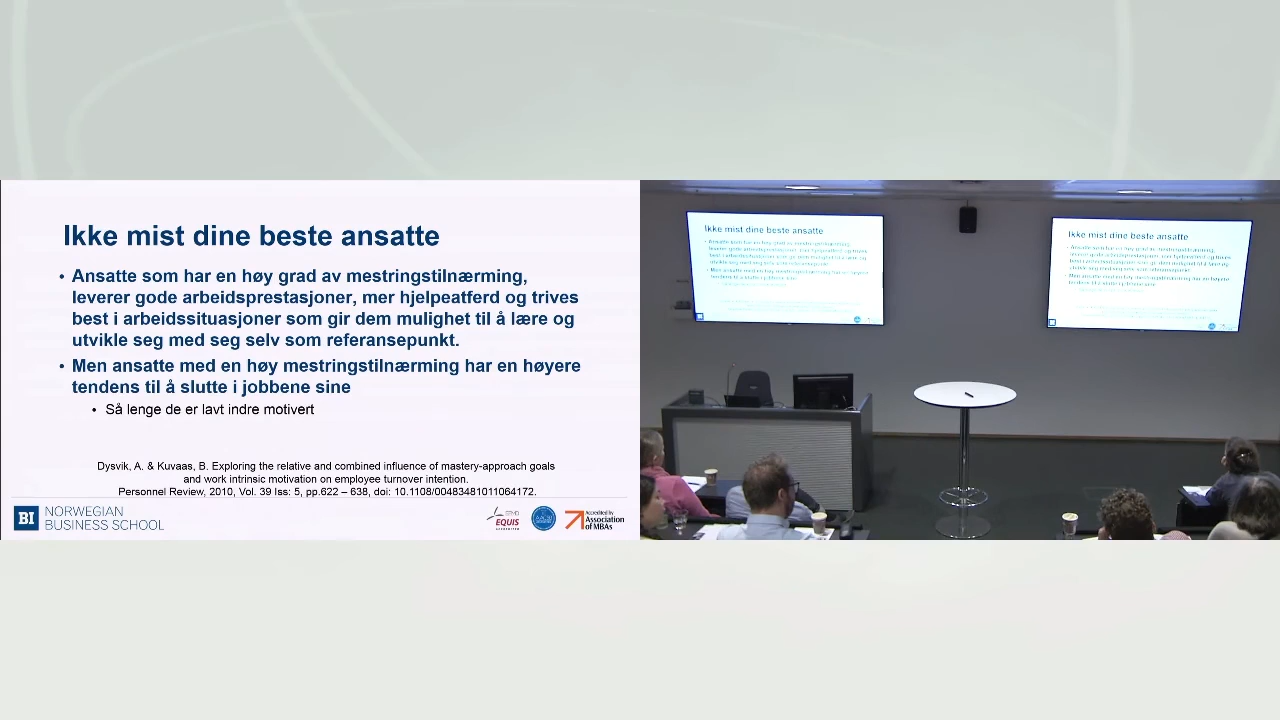 Ikke mist dine beste ansatte
• Ansatte som har en høy grad av mestringstilnærming,
leverer gode arbeidsprestasjoner, mer hjelpeatferd og trives
best i arbeidssituasjoner som gir dem mulighet til å lære og
utvikle seg med seg selv som referansepunkt.
• Men ansatte med en høy mestringstilnærming har en høyere
tendens til å slutte i jobbene sine
• Så lenge de er lavt indre motivert
Dysvik, A. & Kuvaas, B. Exploring the relative and combined influence of mastery-approach goals
and work intrinsic motivation on employee turnover intention.
Personnel Review, 2010, Vol. 39 Iss: 5, pp.622 – 638, doi: 10.1108/00483481011064172.
BI NORWEGIAN
BUSINESS SCHOOL
EFMD
EQUIS
ACCREDITED
Accredited by
Association
of MBAs
Ikke mist dine beste ansatte
Ikke mist dine beste ansatte